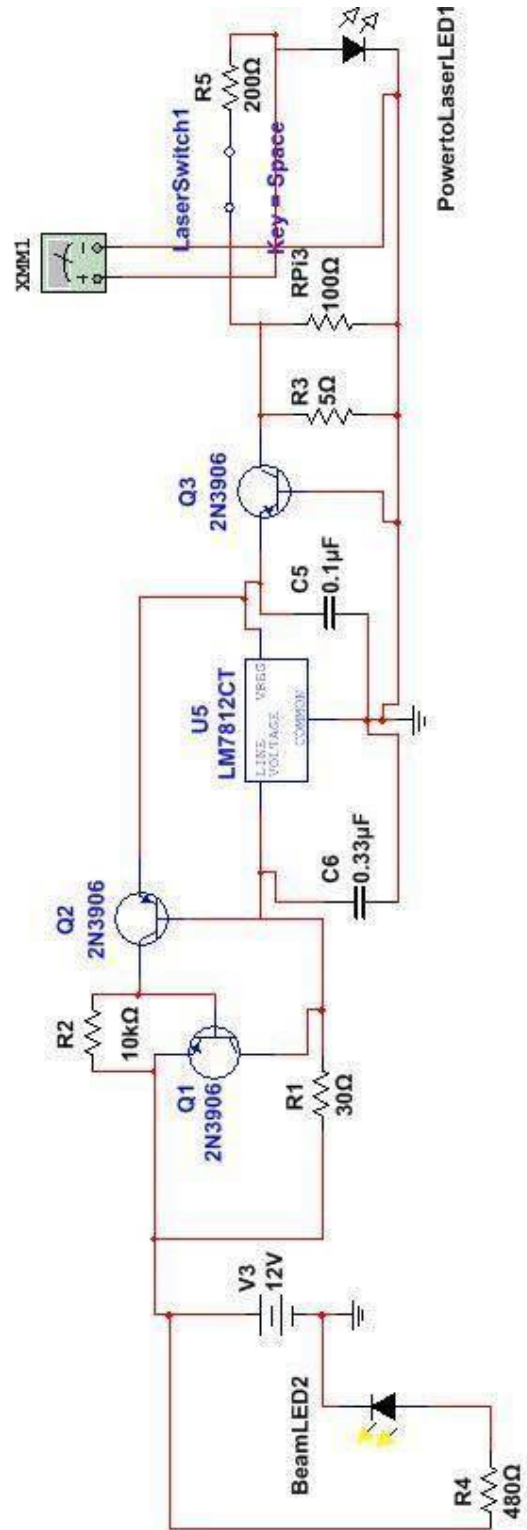 BeamLED2
R4
480Ω
V3
12V
R2
10kΩ
Q1
2N3906
R1
30Ω
Q2
2N3906
C6
0.33µF
U5
LM7812CT
LINE VREG
VOLTAGE
COMMON
C5
0.1µF
Q3
2N3906
R3
5Ω
RPi3
100Ω
XMM1
LaserSwitch1
Key = Space
R5
200Ω
PowertoLaserLED1